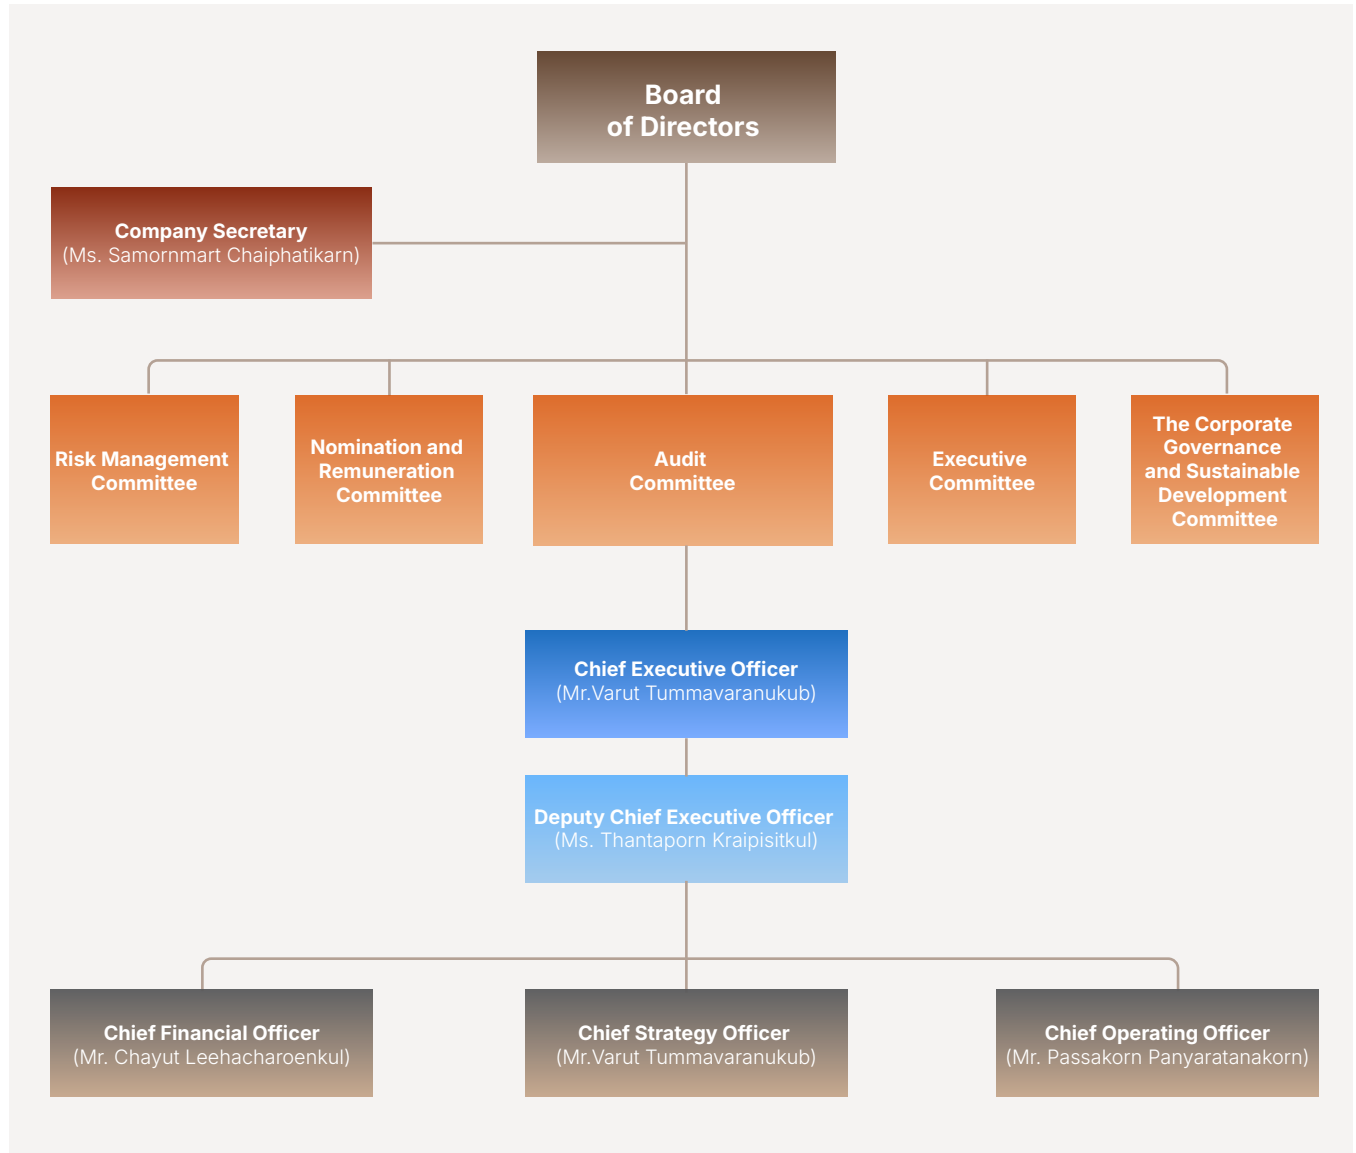 Board
of Directors
Company Secretary
(Ms. Samornmart Chaiphatikarn)
Risk Management
Committee
Nomination and
Remuneration
Committee
Audit
Committee
Executive
Committee
The Corporate
Governance
and Sustainable
Development
Committee
Chief Executive Officer
(Mr.Varut Tummavaranukub)
Deputy Chief Executive Officer
(Ms. Thantaporn Kraipisitkul)
Chief Financial Officer
(Mr. Chayut Leehacharoenkul)
Chief Strategy Officer
(Mr.Varut Tummavaranukub)
Chief Operating Officer
(Mr. Passakorn Panyaratanakorn)